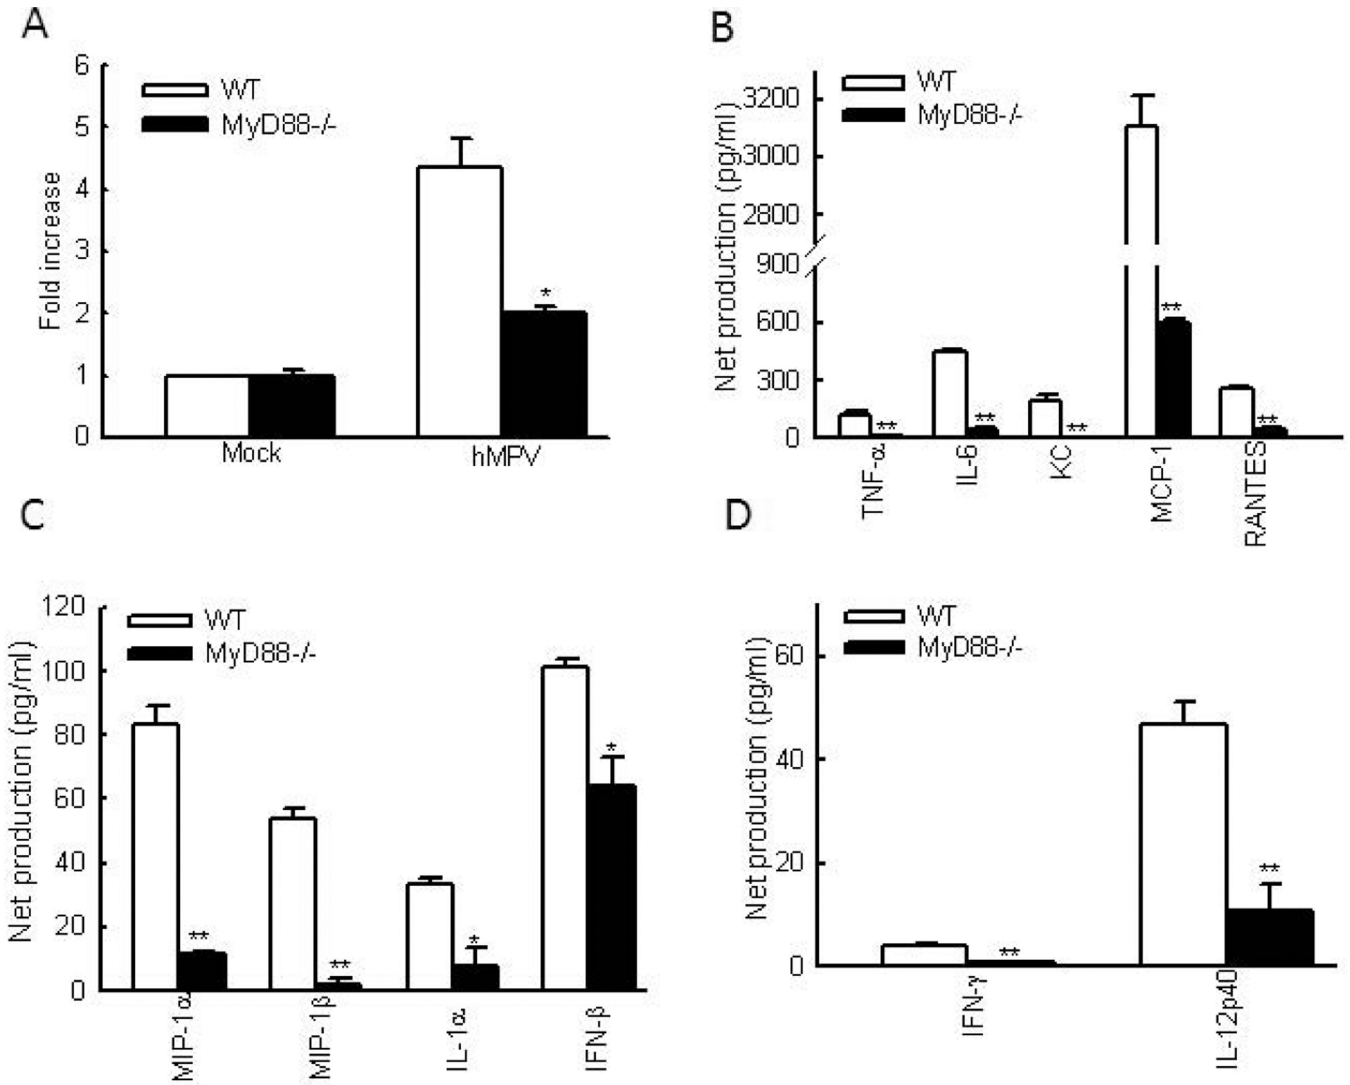 A
Fold increase
6
5
4
3
2
1
0
WT
MyD88-/-
*
Mock
hMPV
B
Net production (pg/ml)
3200
3000
2800
900
600
300
0
WT
MyD88-/-
**
**
**
**
**
TNF-α
IL-6
KC
MCP-1
RANTES
C
Net production (pg/ml)
120
100
80
60
40
20
0
WT
MyD88-/-
**
**
*
*
MIP-1α
MIP-1β
IL-1α
IFN-β
D
Net production (pg/ml)
60
40
20
0
WT
MyD88-/-
**
**
IFN-γ
IL-12p40